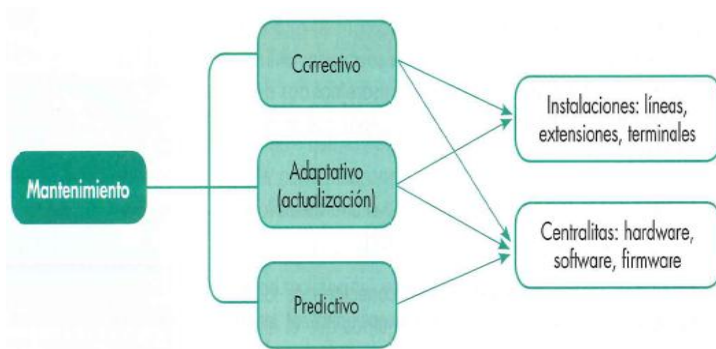 Mantenimiento
Correctivo
Adaptativo
(actualización)
Predictivo
Instalaciones: líneas,
extensiones, terminales
Centralitas: hardware,
software, firmware